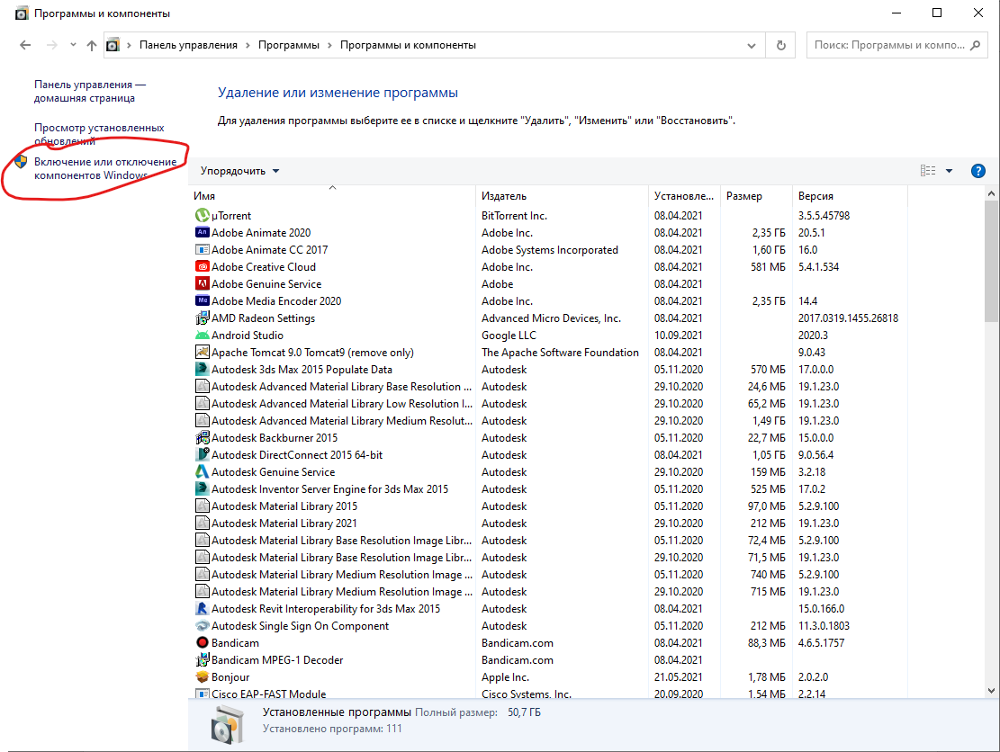 Программы и компоненты
Панель управления > Программы > Программы и компоненты
Поиск: Программы и компо...
Панель управления —
домашняя страница
Просмотр установленных
обновлений
Включение или отключение
компонентов Windows
Удаление или изменение программы
Для удаления программы выберите ее в списке и щелкните "Удалить", "Изменить" или "Восстановить".
Упорядочить
Имя Издатель Установле... Размер Версия
µTorrent BitTorrent Inc. 08.04.2021 3.5.5.45798
An Adobe Animate 2020 Adobe Inc. 08.04.2021 2,35 ГБ 20.5.1
Adobe Animate CC 2017 Adobe Systems Incorporated 08.04.2021 1,60 ГБ 16.0
Adobe Creative Cloud Adobe Inc. 08.04.2021 581 МБ 5.4.1.534
Adobe Genuine Service Adobe 08.04.2021
Me Adobe Media Encoder 2020 Adobe Inc. 08.04.2021 2,35 ГБ 14.4
AMD Radeon Settings Advanced Micro Devices, Inc. 08.04.2021 2017.0319.1455.26818
Android Studio Google LLC 10.09.2021 2020.3
Apache Tomcat 9.0 Tomcat9 (remove only) The Apache Software Foundation 08.04.2021 9.0.43
Autodesk 3ds Max 2015 Populate Data Autodesk 05.11.2020 570 МБ 17.0.0.0
Autodesk Advanced Material Library Base Resolution ... Autodesk 29.10.2020 24,6 МБ 19.1.23.0
Autodesk Advanced Material Library Low Resolution I... Autodesk 29.10.2020 65,2 МБ 19.1.23.0
Autodesk Advanced Material Library Medium Resolut... Autodesk 29.10.2020 1,49 ГБ 19.1.23.0
Autodesk Backburner 2015 Autodesk 05.11.2020 22,7 МБ 15.0.0.0
Autodesk DirectConnect 2015 64-bit Autodesk 08.04.2021 1,05 ГБ 9.0.56.4
Autodesk Genuine Service Autodesk 29.10.2020 159 МБ 3.2.18
Autodesk Inventor Server Engine for 3ds Max 2015 Autodesk 05.11.2020 525 МБ 17.0.2
Autodesk Material Library 2015 Autodesk 05.11.2020 97,0 МБ 5.2.9.100
Autodesk Material Library 2021 Autodesk 29.10.2020 212 МБ 19.1.23.0
Autodesk Material Library Base Resolution Image Libr... Autodesk 05.11.2020 72,4 МБ 5.2.9.100
Autodesk Material Library Base Resolution Image Libr... Autodesk 29.10.2020 71,5 МБ 19.1.23.0
Autodesk Material Library Medium Resolution Image ... Autodesk 05.11.2020 740 МБ 5.2.9.100
Autodesk Material Library Medium Resolution Image ... Autodesk 29.10.2020 715 МБ 19.1.23.0
Autodesk Revit Interoperability for 3ds Max 2015 Autodesk 08.04.2021 15.0.166.0
Autodesk Single Sign On Component Autodesk 05.11.2020 212 МБ 11.3.0.1803
Bandicam Bandicam.com 08.04.2021 88,3 МБ 4.6.5.1757
Bandicam MPEG-1 Decoder Bandicam.com 08.04.2021
Bonjour Apple Inc. 21.05.2021 1,78 МБ 2.0.2.0
Cisco EAP-FAST Module Cisco Systems, Inc. 20.09.2020 1,54 МБ 2.2.14
Установленные программы Полный размер: 50,7 ГБ
Установлено программ: 111